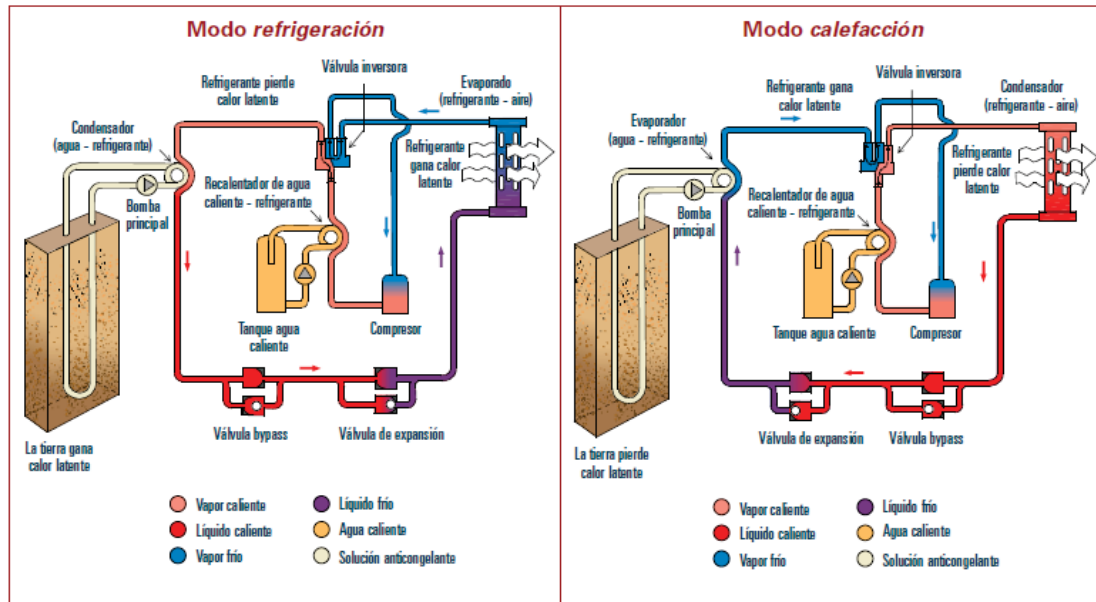 Modo refrigeración
Refrigerante pierde
calor latente
Válvula inversora
Evaporado
(refrigerante - aire)
Condensador
(agua - refrigerante)
Refrigerante
gana calor
latente
Bomba
principal
Recalentador de agua
caliente - refrigerante
Tanque agua
caliente
Compresor
Válvula bypass
Válvula de expansión
La tierra gana
calor latente
Vapor caliente
Líquido caliente
Vapor frío
Líquido frío
Agua caliente
Solución anticongelante
Modo calefacción
Refrigerante gana
calor latente
Válvula inversora
Condensador
(refrigerante - aire)
Evaporador
(agua - refrigerante)
Refrigerante
pierde calor
latente
Bomba
principal
Recalentador de agua
caliente - refrigerante
Tanque agua caliente
Compresor
Válvula de expansión
Válvula bypass
La tierra pierde
calor latente
Vapor caliente
Líquido caliente
Vapor frío
Líquido frío
Agua caliente
Solución anticongelante